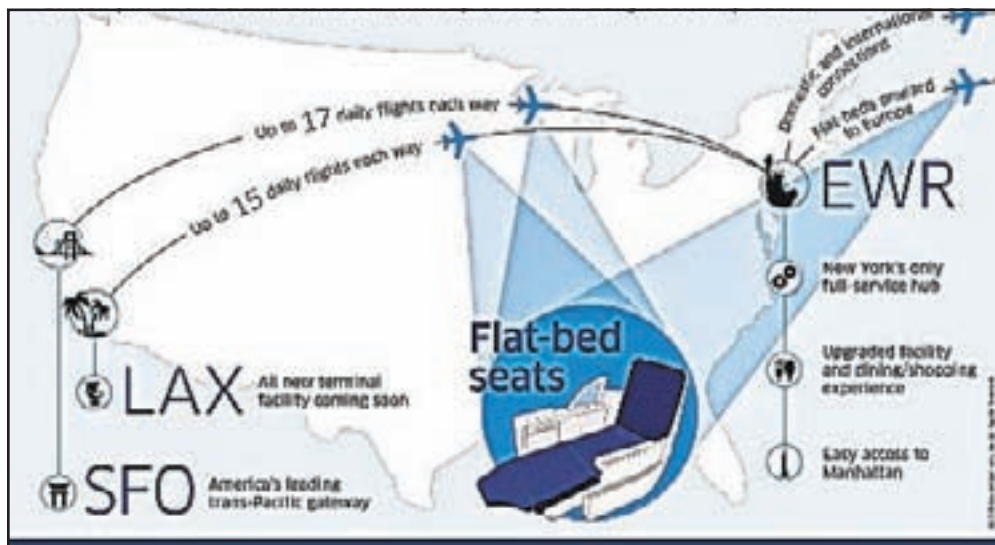 Domestic and international
connections
Flat beds onward
to Europe
Up to 17 daily flights each way
Up to 15 daily flights each way
EWR
New York's only
full-service hub
Upgraded facility
and dining/shopping
experience
Easy access to
Manhattan
Flat-bed
seats
LAX
All new terminal
facility coming soon
SFO
America's leading
trans-Pacific gateway